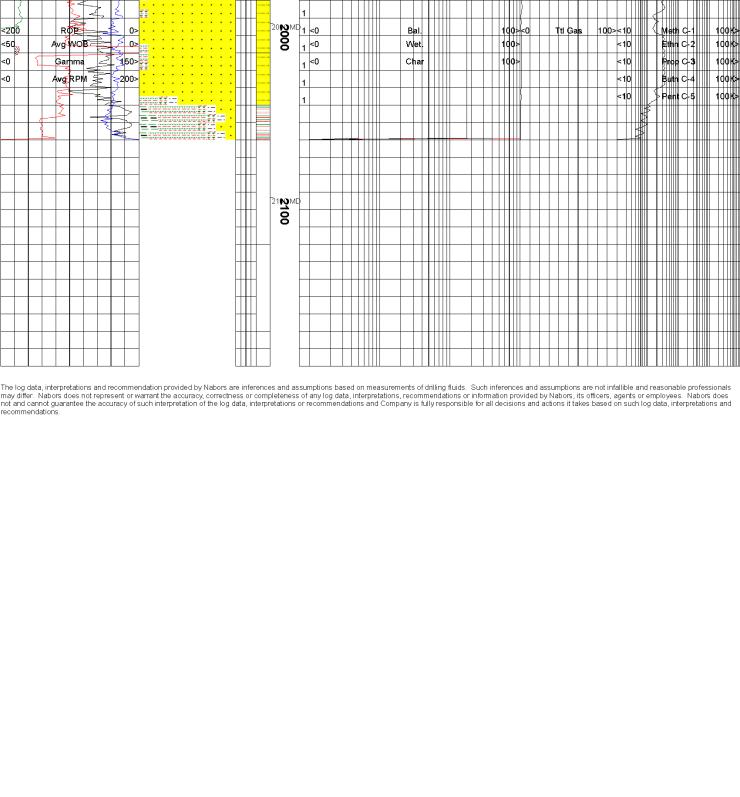 1
2000 MD
2000
<200 ROP 0> 1 <0 Bal. 100> <0 Ttl Gas 100> <10 Meth C-1 100K>
<50 Avg WOB 0> 1 <0 Wet. 100> <10 Ethn C-2 100K>
<0 Gamma 150> 1 <0 Char 100> <10 Prop C-3 100K>
<0 Avg RPM 200> 1 <10 Butn C-4 100K>
1 <10 Pent C-5 100K>
2100 MD
2100
The log data, interpretations and recommendation provided by Nabors are inferences and assumptions based on measurements of drilling fluids. Such inferences and assumptions are not infallible and reasonable professionals
may differ. Nabors does not represent or warrant the accuracy, correctness or completeness of any log data, interpretations, recommendations or information provided by Nabors, its officers, agents or employees. Nabors does
not and cannot guarantee the accuracy of such interpretation of the log data, interpretations or recommendations and Company is fully responsible for all decisions and actions it takes based on such log data, interpretations and
recommendations.